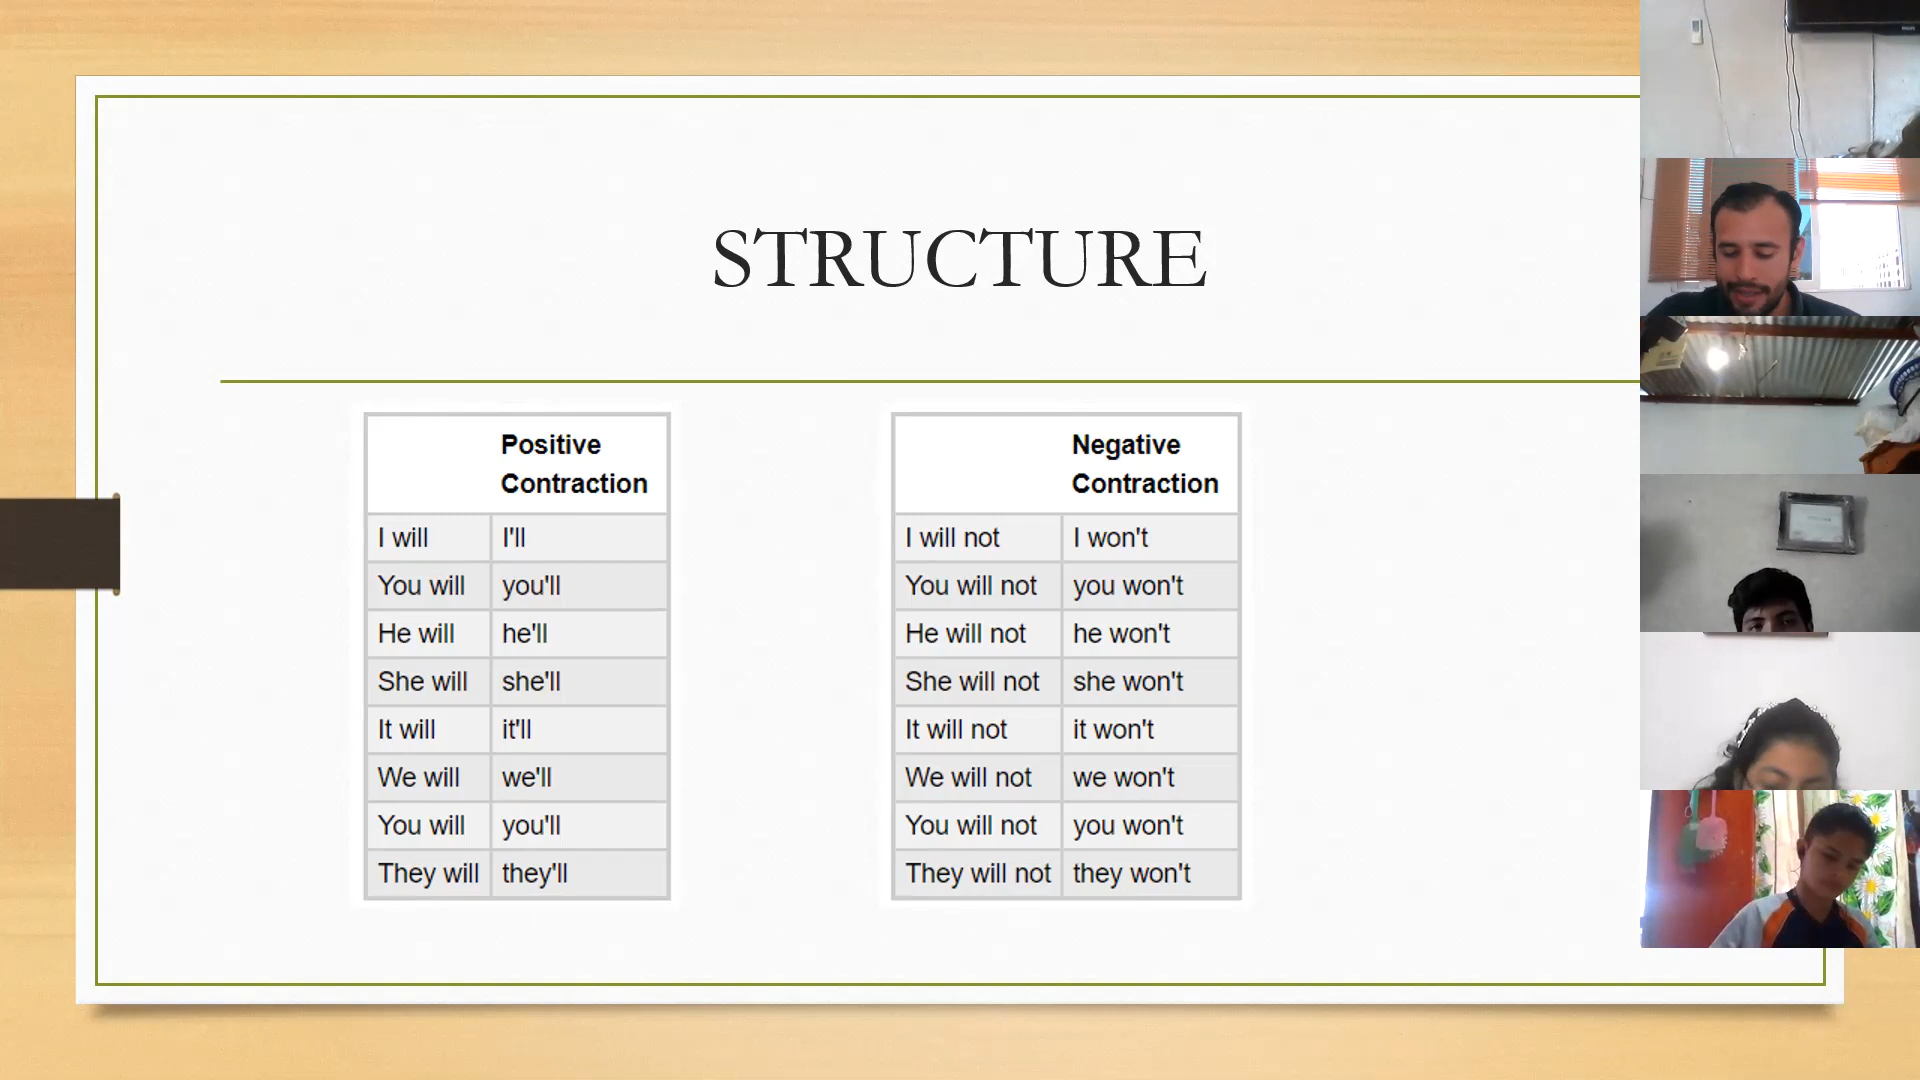 STRUCTURE
Positive
Contraction
I will I'll
You will you'll
He will he'll
She will she'll
It will it'll
We will we'll
You will you'll
They will they'll
Negative
Contraction
I will not I won't
You will not you won't
He will not he won't
She will not she won't
It will not it won't
We will not we won't
You will not you won't
They will not they won't